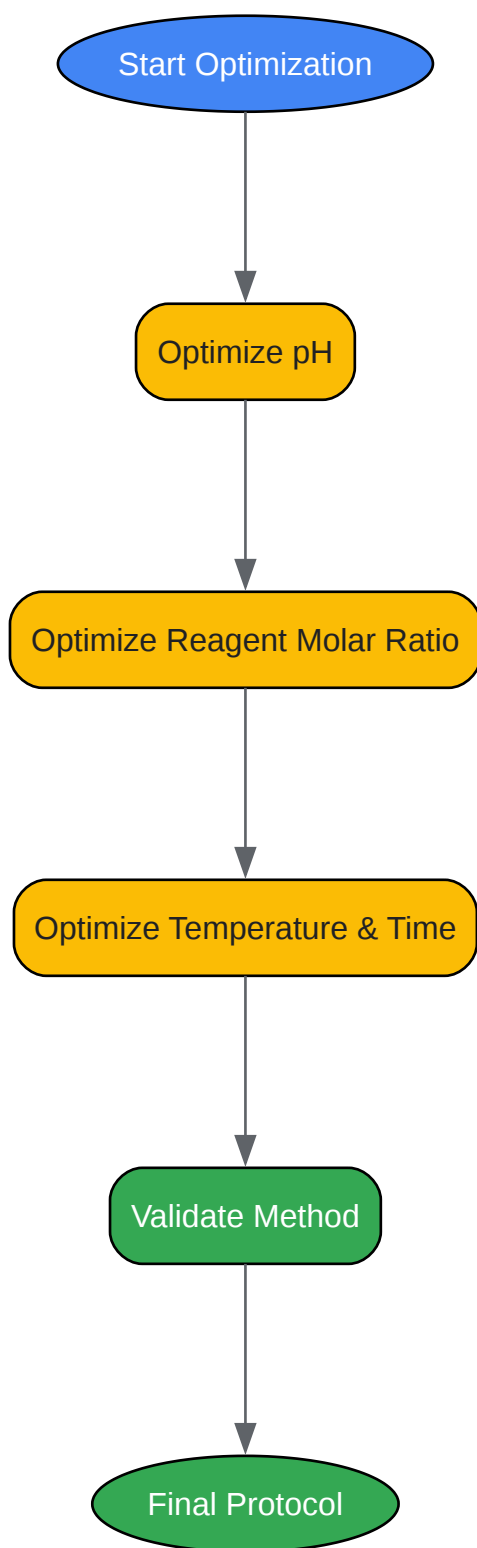 Start Optimization
Optimize pH
Optimize Reagent Molar Ratio
Optimize Temperature & Time
Validate Method
Final Protocol